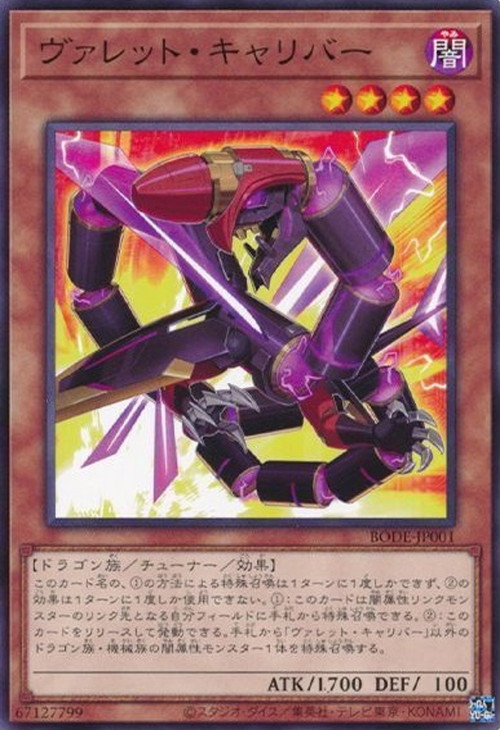 ヴァレット・キャリバー
闇
BODE-JP001
【ドラゴン族／チューナー／効果】
このカード名の、①の方法による特殊召喚は1ターンに1度しかできず、②の
効果は1ターンに1度しか使用できない。①：このカードは闇属性リンクモン
スターのリンク先となる自分フィールドに手札から特殊召喚できる。②：この
カードをリリースして発動できる。手札から「ヴァレット・キャリバー」以外の
ドラゴン族・機械族の闇属性モンスター1体を特殊召喚する。
ATK/1700 DEF/ 100
67127799 ©スタジオ・ダイス／集英社・テレビ東京・KONAMI